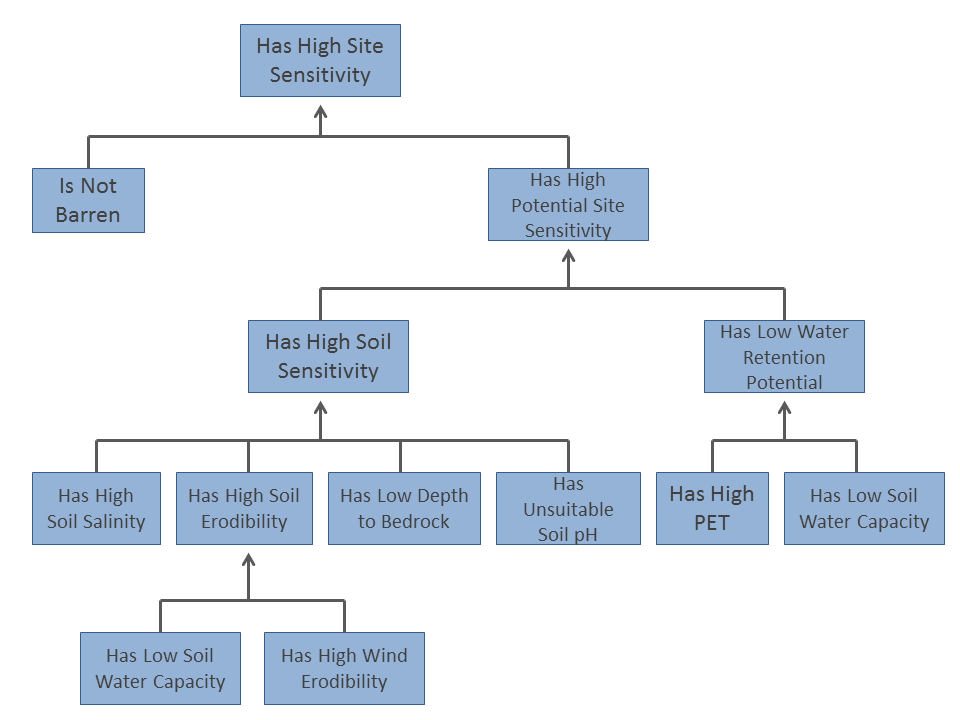 Has High Site
Sensitivity
Is Not
Barren
Has High
Potential Site
Sensitivity
Has High Soil
Sensitivity
Has Low Water
Retention
Potential
Has High
Soil Salinity
Has High Soil
Erodibility
Has Low Depth
to Bedrock
Has
Unsuitable
Soil pH
Has High
PET
Has Low Soil
Water Capacity
Has Low Soil
Water Capacity
Has High Wind
Erodibility